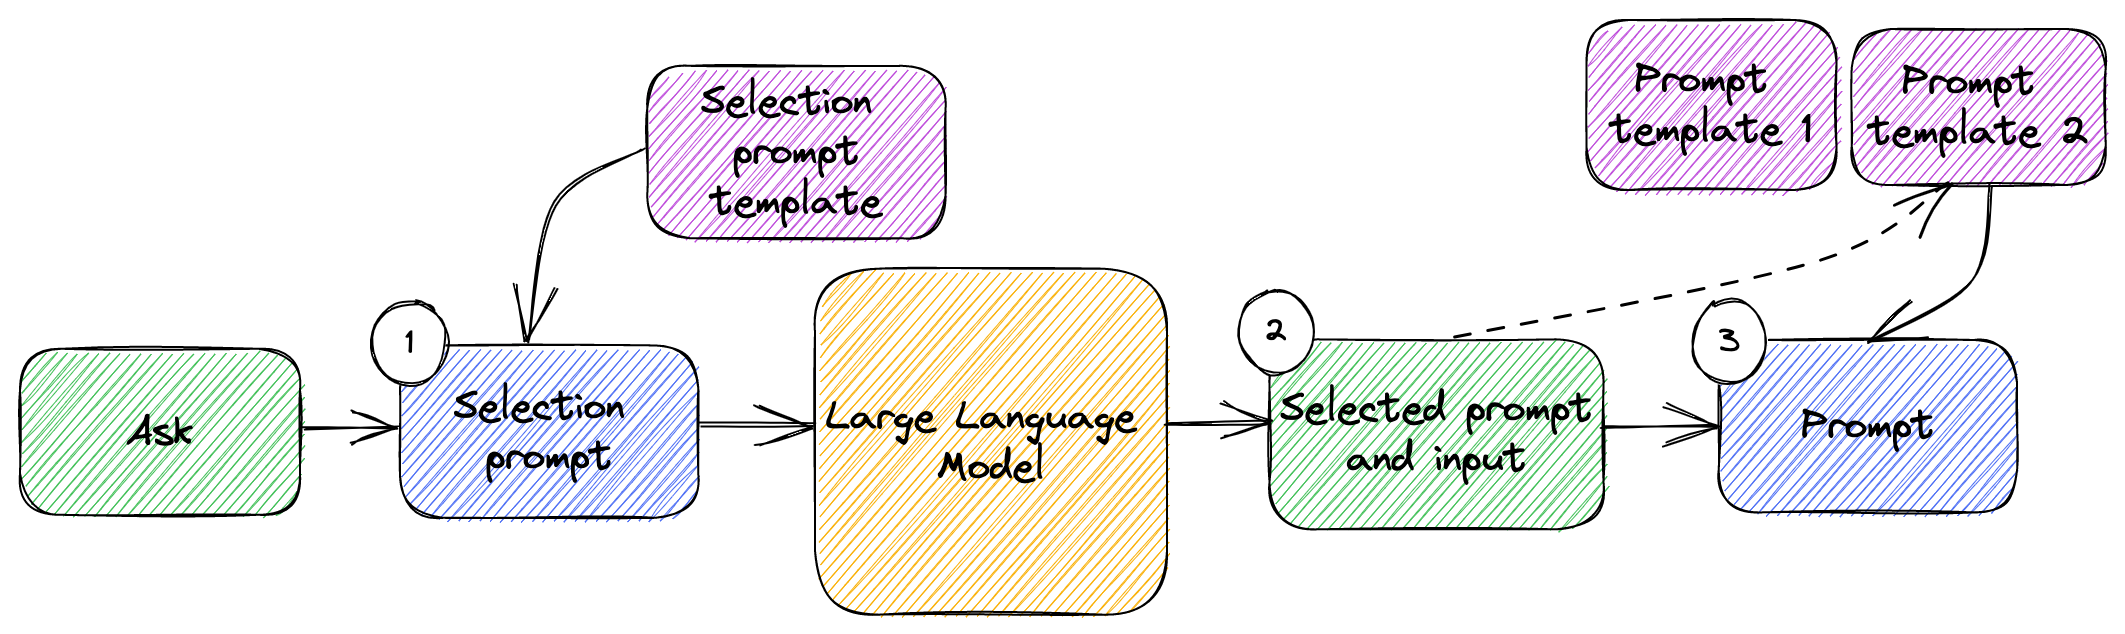 Selection
prompt
template
Prompt
template 1
Prompt
template 2
1
2
3
Ask
Selection
prompt
Large Language
Model
Selected prompt
and input
Prompt